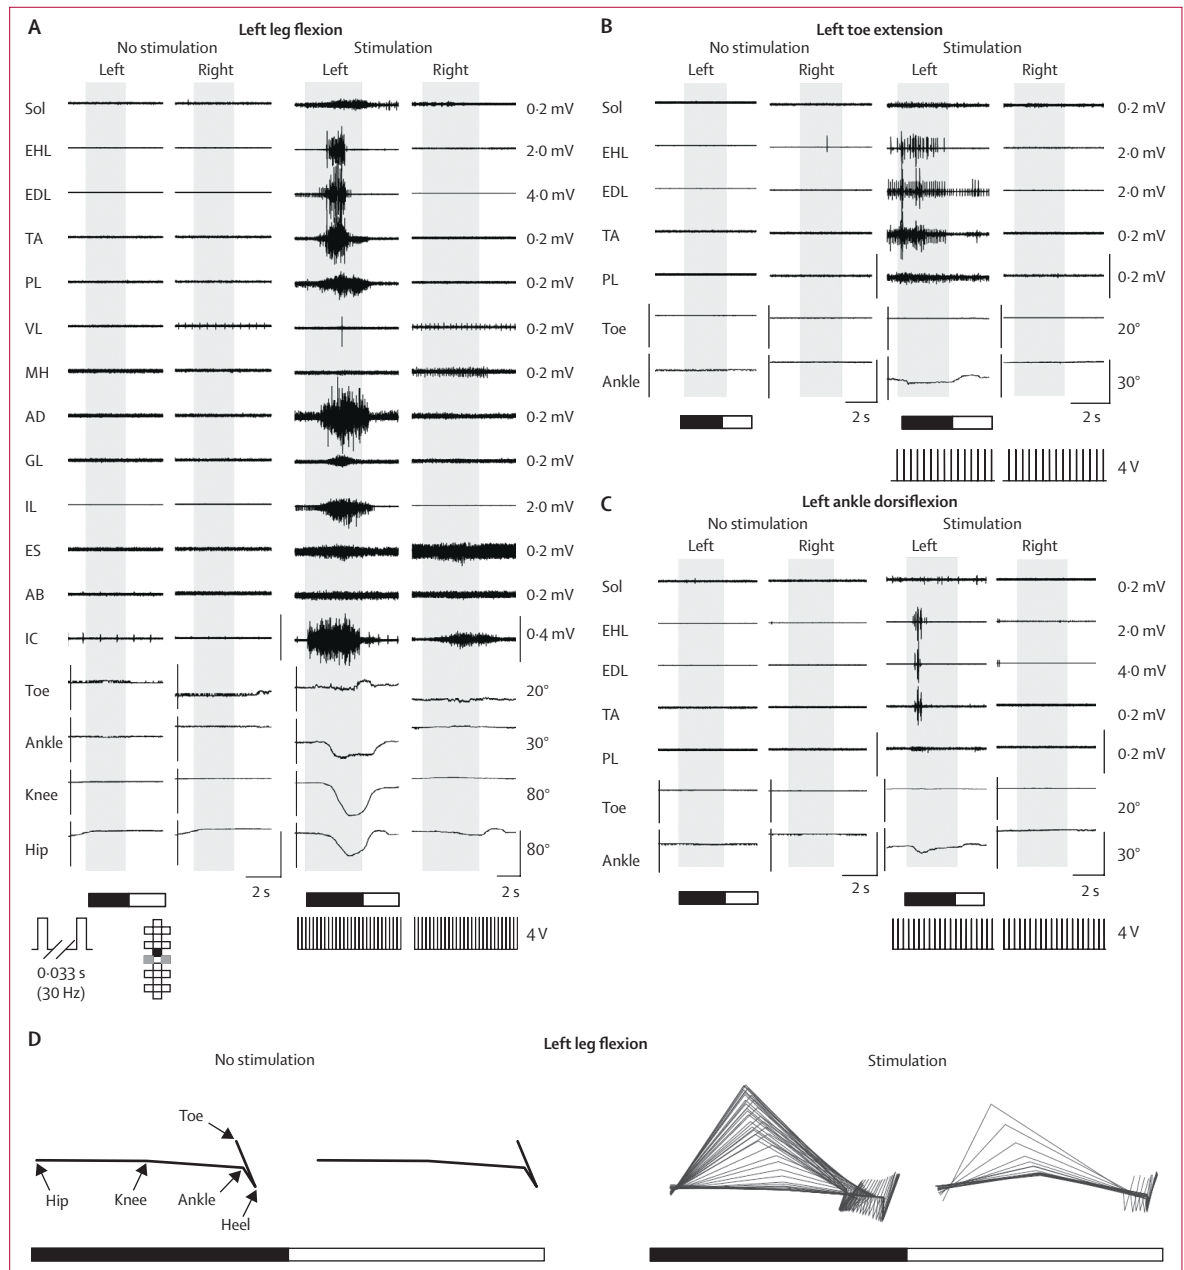 A
Left leg flexion
No stimulation Stimulation
Left Right Left Right
Sol 0·2 mV
EHL 2·0 mV
EDL 4·0 mV
TA 0·2 mV
PL 0·2 mV
VL 0·2 mV
MH 0·2 mV
AD 0·2 mV
GL 0·2 mV
IL 2·0 mV
ES 0·2 mV
AB 0·2 mV
IC 0·4 mV
Toe 20°
Ankle 30°
Knee 80°
Hip 80°
2 s 2 s
4 V
0·033 s
(30 Hz)
B
Left toe extension
No stimulation Stimulation
Left Right Left Right
Sol 0·2 mV
EHL 2·0 mV
EDL 2·0 mV
TA 0·2 mV
PL 0·2 mV
Toe 20°
Ankle 30°
2 s 2 s
4 V
C
Left ankle dorsiflexion
No stimulation Stimulation
Left Right Left Right
Sol 0·2 mV
EHL 2·0 mV
EDL 4·0 mV
TA 0·2 mV
PL 0·2 mV
Toe 20°
Ankle 30°
2 s 2 s
4 V
D
Left leg flexion
No stimulation Stimulation
Toe
Hip Knee Ankle
Heel